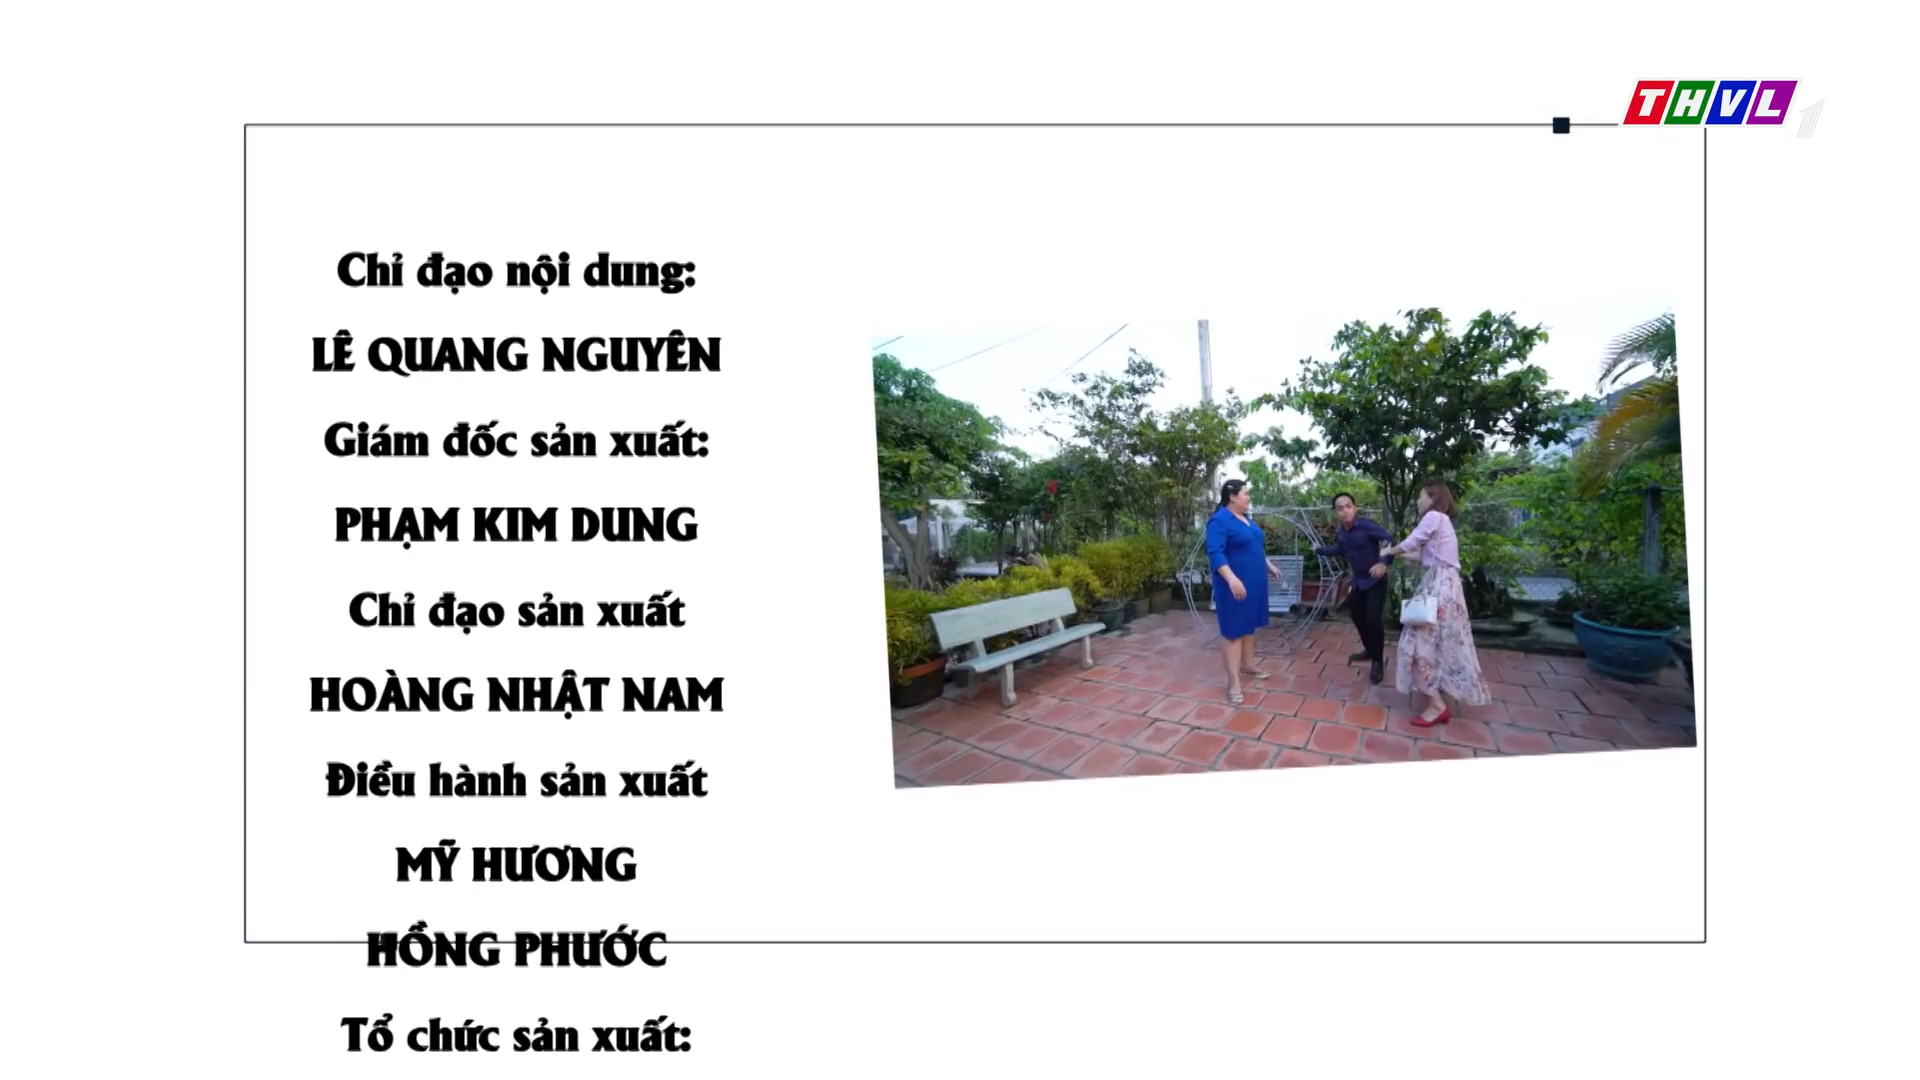 THVL 1
Chỉ đạo nội dung:
LÊ QUANG NGUYÊN
Giám đốc sản xuất:
PHẠM KIM DUNG
Chỉ đạo sản xuất
HOÀNG NHẬT NAM
Điều hành sản xuất
MỸ HƯƠNG
HỒNG PHƯỚC
Tổ chức sản xuất: